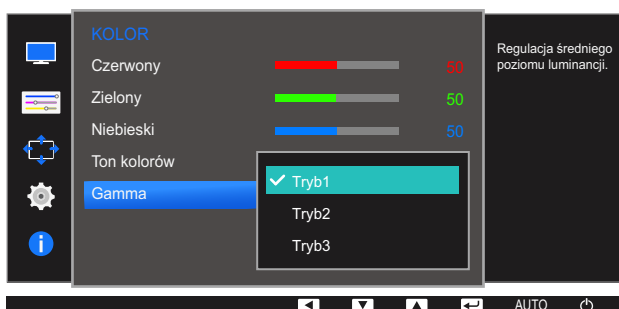 KOLOR
Czerwony 50
Zielony 50
Niebieski 50
Ton kolorów
Gamma
Tryb1
Tryb2
Tryb3
Regulacja średniego
poziomu luminancji.
AUTO